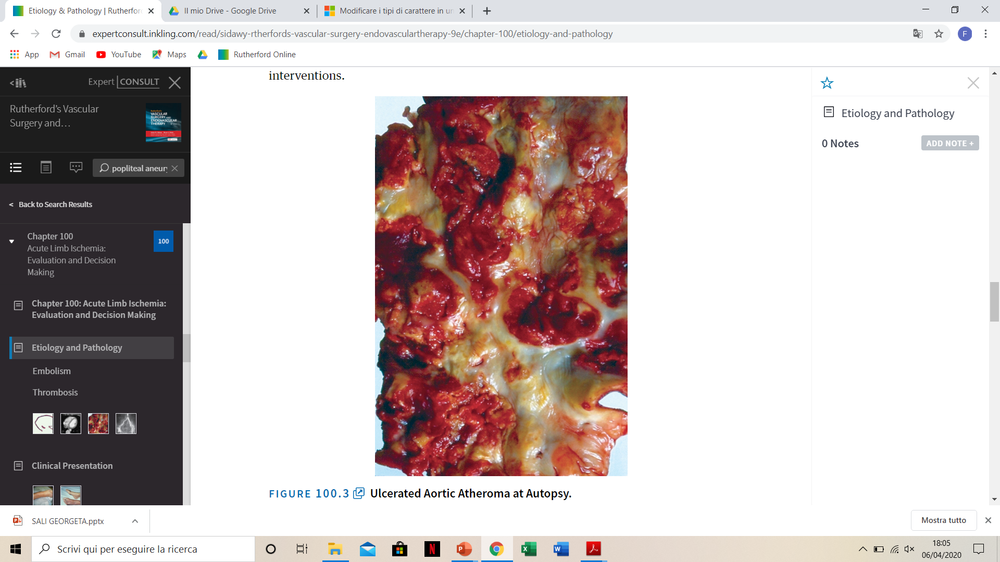 Etiology & Pathology | Rutherfor
Il mio Drive - Google Drive
Modificare i tipi di carattere in un
expertconsult.inkling.com/read/sidawy-rtherfords-vascular-surgery-endovasculartherapy-9e/chapter-100/etiology-and-pathology
F
App
Gmail
YouTube
Maps
Rutherford Online
Expert CONSULT
Rutherford’s Vascular
Surgery and…
VASCULAR
SURGERY AND
ENDOVASCULAR
THERAPY
popliteal aneur
< Back to Search Results
Chapter 100
Acute Limb Ischemia:
Evaluation and Decision
Making
100
Chapter 100: Acute Limb Ischemia:
Evaluation and Decision Making
Etiology and Pathology
Embolism
Thrombosis
Clinical Presentation
interventions.
FIGURE 100.3 Ulcerated Aortic Atheroma at Autopsy.
Etiology and Pathology
0 Notes
ADD NOTE +
SALI GEORGETA.pptx
Mostra tutto
Scrivi qui per eseguire la ricerca
18:05
06/04/2020